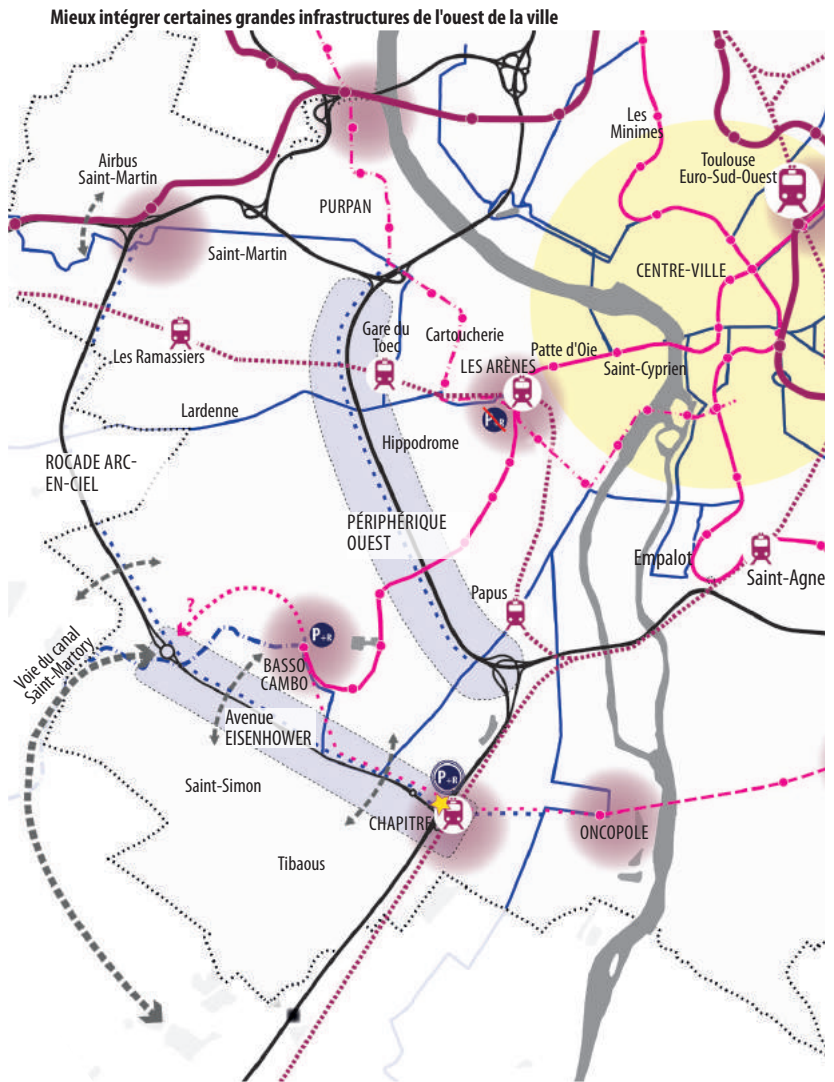 Mieux intégrer certaines grandes infrastructures de l'ouest de la ville
Les
Minimes
Toulouse
Euro-Sud-Ouest
Airbus
Saint-Martin
PURPAN
Saint-Martin
CENTRE-VILLE
Les Ramassiers
Gare du
Toec
Cartoucherie
LES ARÈNES
Patte d'Oie
Saint-Cyprien
Lardenne
P+R
Hippodrome
ROCADE ARC-
EN-CIEL
PÉRIPHÉRIQUE
OUEST
Empalot
Saint-Agne
Papus
?
P+R
Voie du canal
Saint-Martory
BASSO
CAMBO
Avenue
EISENHOWER
Saint-Simon
P+R
CHAPITRE
ONCOPOLE
Tibaous